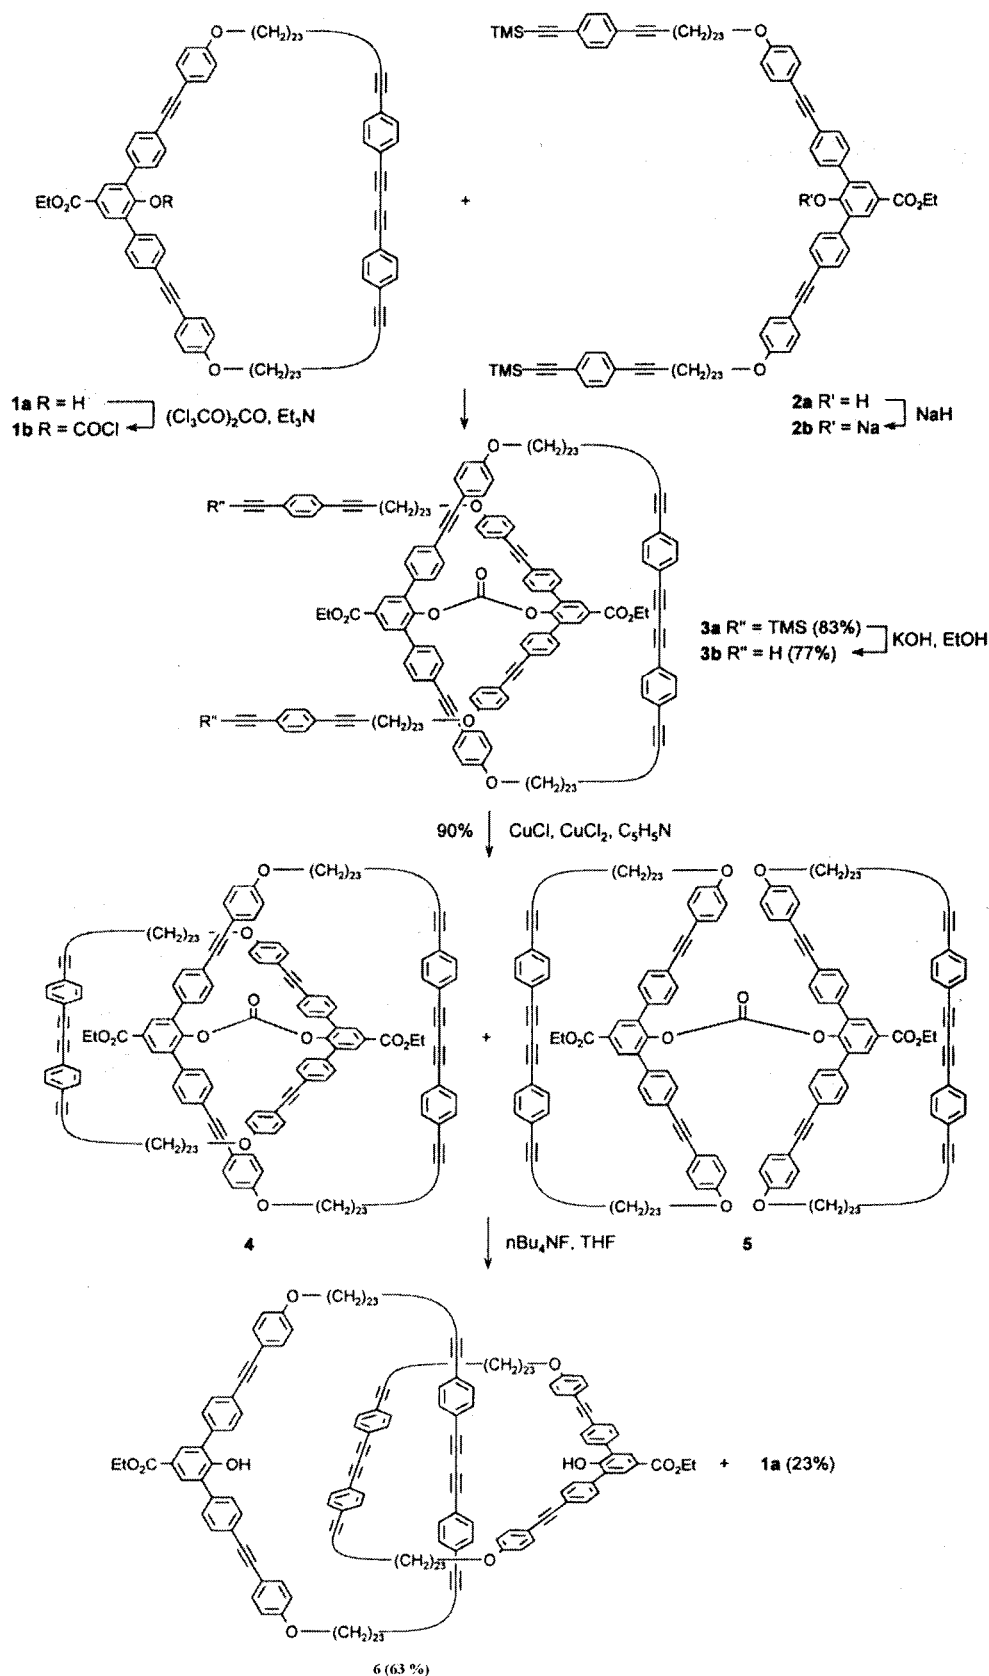 O—(CH2)23
TMS
(CH2)23 —O
EtO2C
OR
+
R'O
CO2Et
O—(CH2)23
TMS
(CH2)23 —O
1a R = H
1b R = COCl
(Cl3CO)2CO, Et3N
2a R' = H
2b R' = Na
NaH
O—(CH2)23
R"
(CH2)23 – O
O
EtO2C
O
O
CO2Et
3a R" = TMS (83%)
3b R" = H (77%)
KOH, EtOH
R"
(CH2)23 —O
O—(CH2)23
90%
CuCl, CuCl2, C5H5N
O—(CH2)23
(CH2)23 —O
O—(CH2)23
(CH2)23 – O
O
EtO2C
O
O
CO2Et
+
O
EtO2C
O
O
CO2Et
(CH2)23 —O
O—(CH2)23
(CH2)23 —O
O—(CH2)23
4
5
nBu4NF, THF
O—(CH2)23
(CH2)23—O
EtO2C
OH
HO
CO2Et
+ 1a (23%)
(CH2)23 —O
O—(CH2)23
6 (63 %)